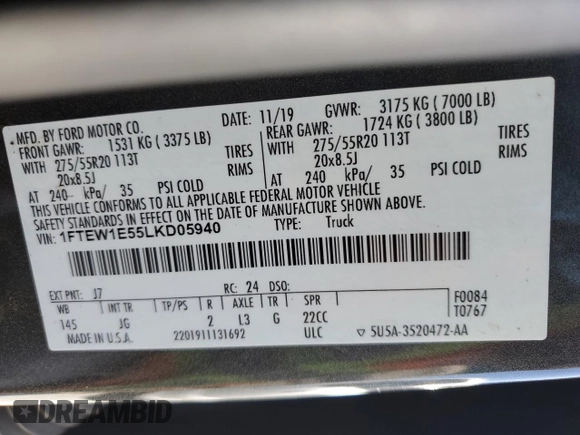 MFD. BY FORD MOTOR CO. DATE: 11/19 GVWR: 3175 KG ( 7000 LB)
FRONT GAWR: 1531 KG ( 3375 LB) REAR GAWR: 1724 KG ( 3800 LB)
WITH 275/55R20 113T TIRES WITH 275/55R20 113T TIRES
20x8.5J RIMS 20x8.5J RIMS
AT 240 kPa/ 35 PSI COLD AT 240 kPa/ 35 PSI COLD
THIS VEHICLE CONFORMS TO ALL APPLICABLE FEDERAL MOTOR VEHICLE
SAFETY STANDARDS IN EFFECT ON THE DATE OF MANUFACTURE SHOWN ABOVE.
VIN: 1FTEW1E55LKD05940 TYPE: Truck
EXT PNT: J7 RC: 24 DSO:
WB INT TR TP/PS R AXLE TR SPR F0084
145 JG 2 L3 G 22CC T0767
MADE IN U.S.A. 2201911131692 ULC ▽ 5U5A-3520472-AA
DREAMBID